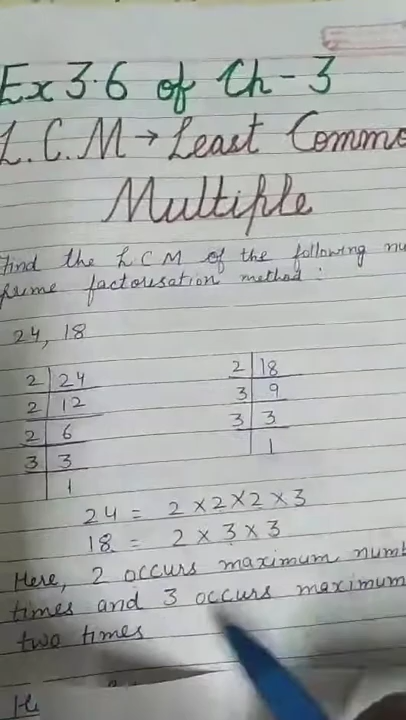 Ex 3.6 of Ch-3
L.C.M → Least Commo
Multiple
Find the L C M of the following nu
prime factorisation method :
24, 18
2 | 24
2 | 12
2 | 6
3 | 3
1
2 | 18
3 | 9
3 | 3
1
24 = 2 × 2 × 2 × 3
18 = 2 × 3 × 3
Here, 2 occurs maximum numb
times and 3 occurs maximum
two times